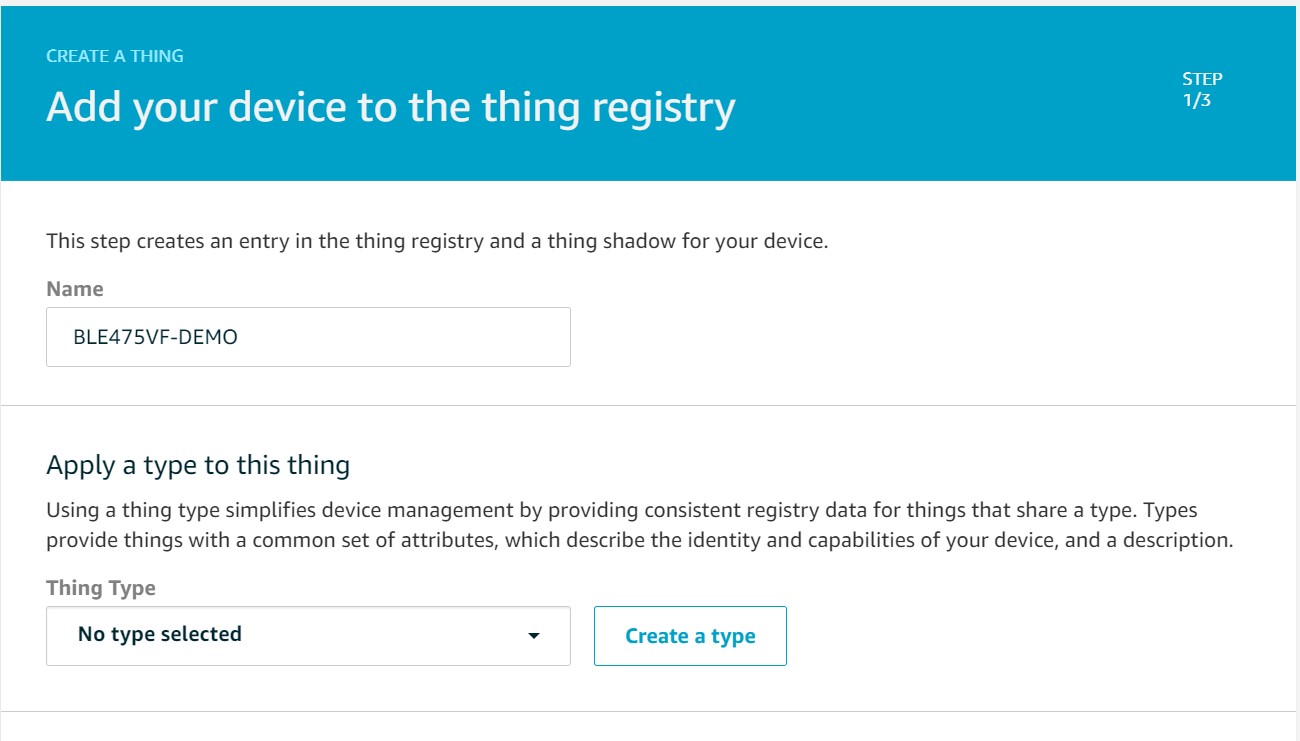 CREATE A THING
Add your device to the thing registry
STEP
1/3
This step creates an entry in the thing registry and a thing shadow for your device.
Name
BLE475VF-DEMO
Apply a type to this thing
Using a thing type simplifies device management by providing consistent registry data for things that share a type. Types
provide things with a common set of attributes, which describe the identity and capabilities of your device, and a description.
Thing Type
No type selected
Create a type